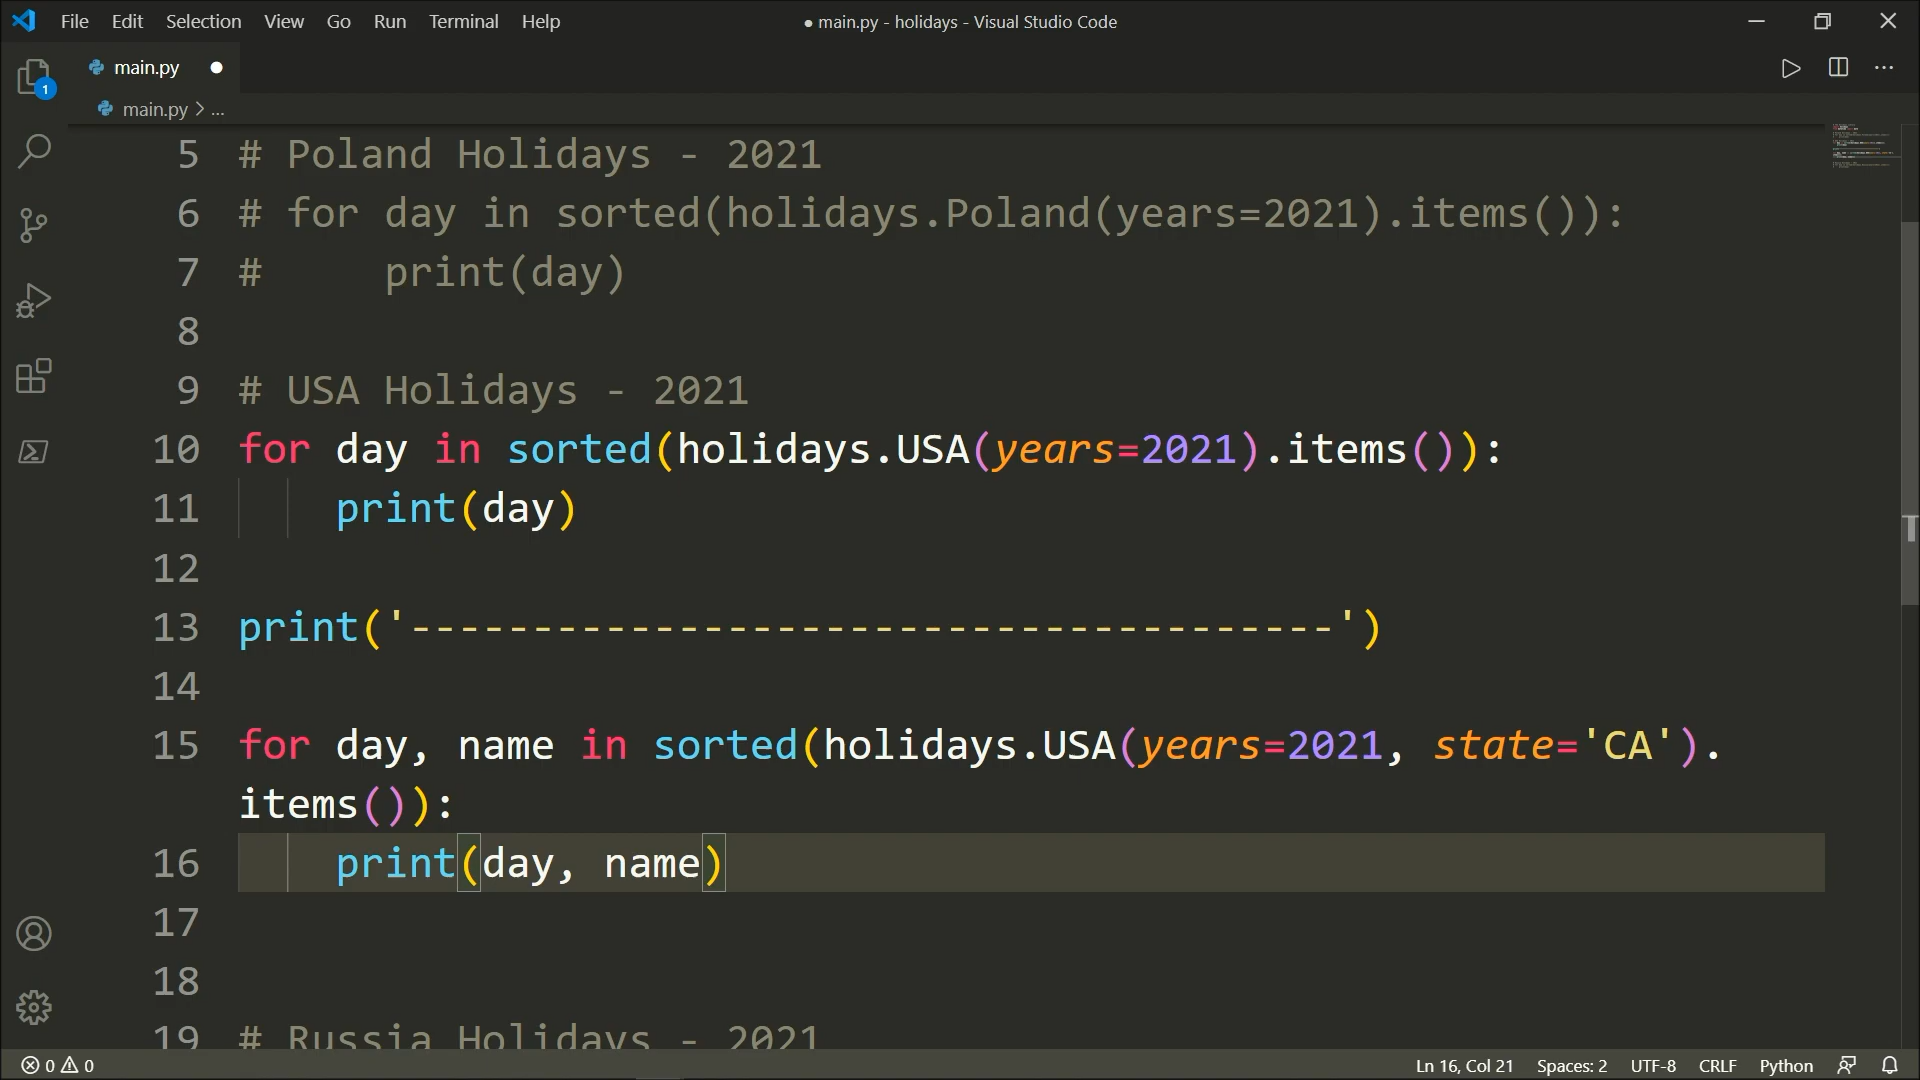 File Edit Selection View Go Run Terminal Help
● main.py - holidays - Visual Studio Code
main.py ●
1
main.py > ...
5 # Poland Holidays - 2021
6 # for day in sorted(holidays.Poland(years=2021).items()):
7 #     print(day)
8
9 # USA Holidays - 2021
10 for day in sorted(holidays.USA(years=2021).items()):
11     print(day)
12
13 print('--------------------------------------')
14
15 for day, name in sorted(holidays.USA(years=2021, state='CA').
items()):
16     print(day, name)
17
18
19 # Russia Holidays - 2021
0 0 Ln 16, Col 21 Spaces: 2 UTF-8 CRLF Python